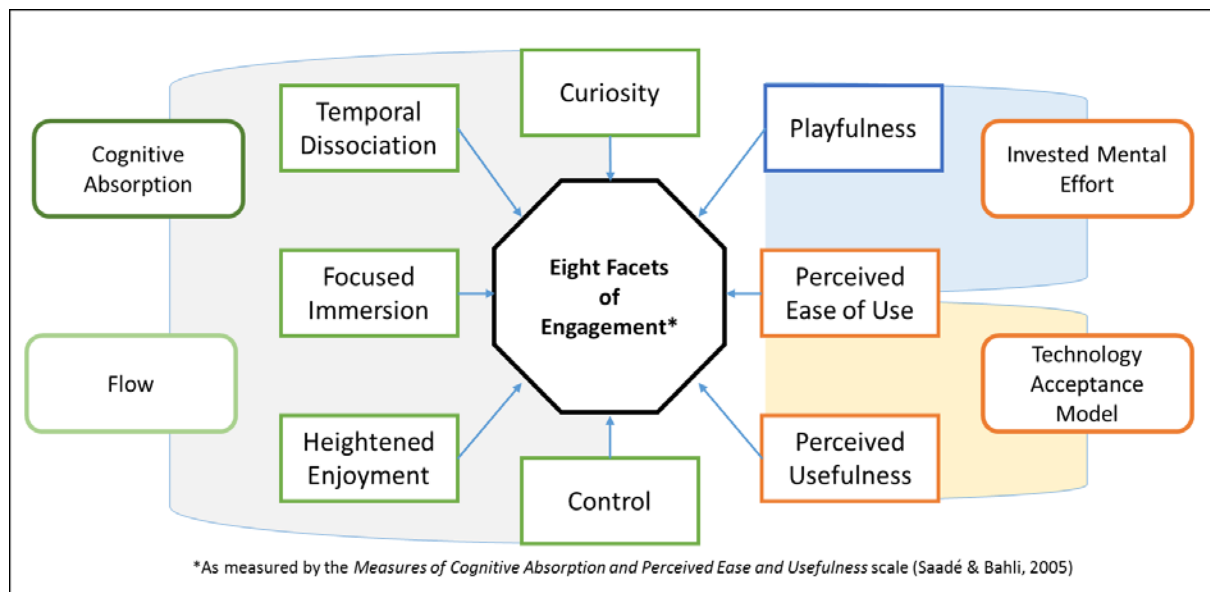 Curiosity
Temporal
Dissociation
Playfulness
Cognitive
Absorption
Invested Mental
Effort
Focused
Immersion
Eight Facets
of
Engagement*
Perceived
Ease of Use
Flow
Technology
Acceptance
Model
Heightened
Enjoyment
Control
Perceived
Usefulness
*As measured by the Measures of Cognitive Absorption and Perceived Ease and Usefulness scale (Saadé & Bahli, 2005)